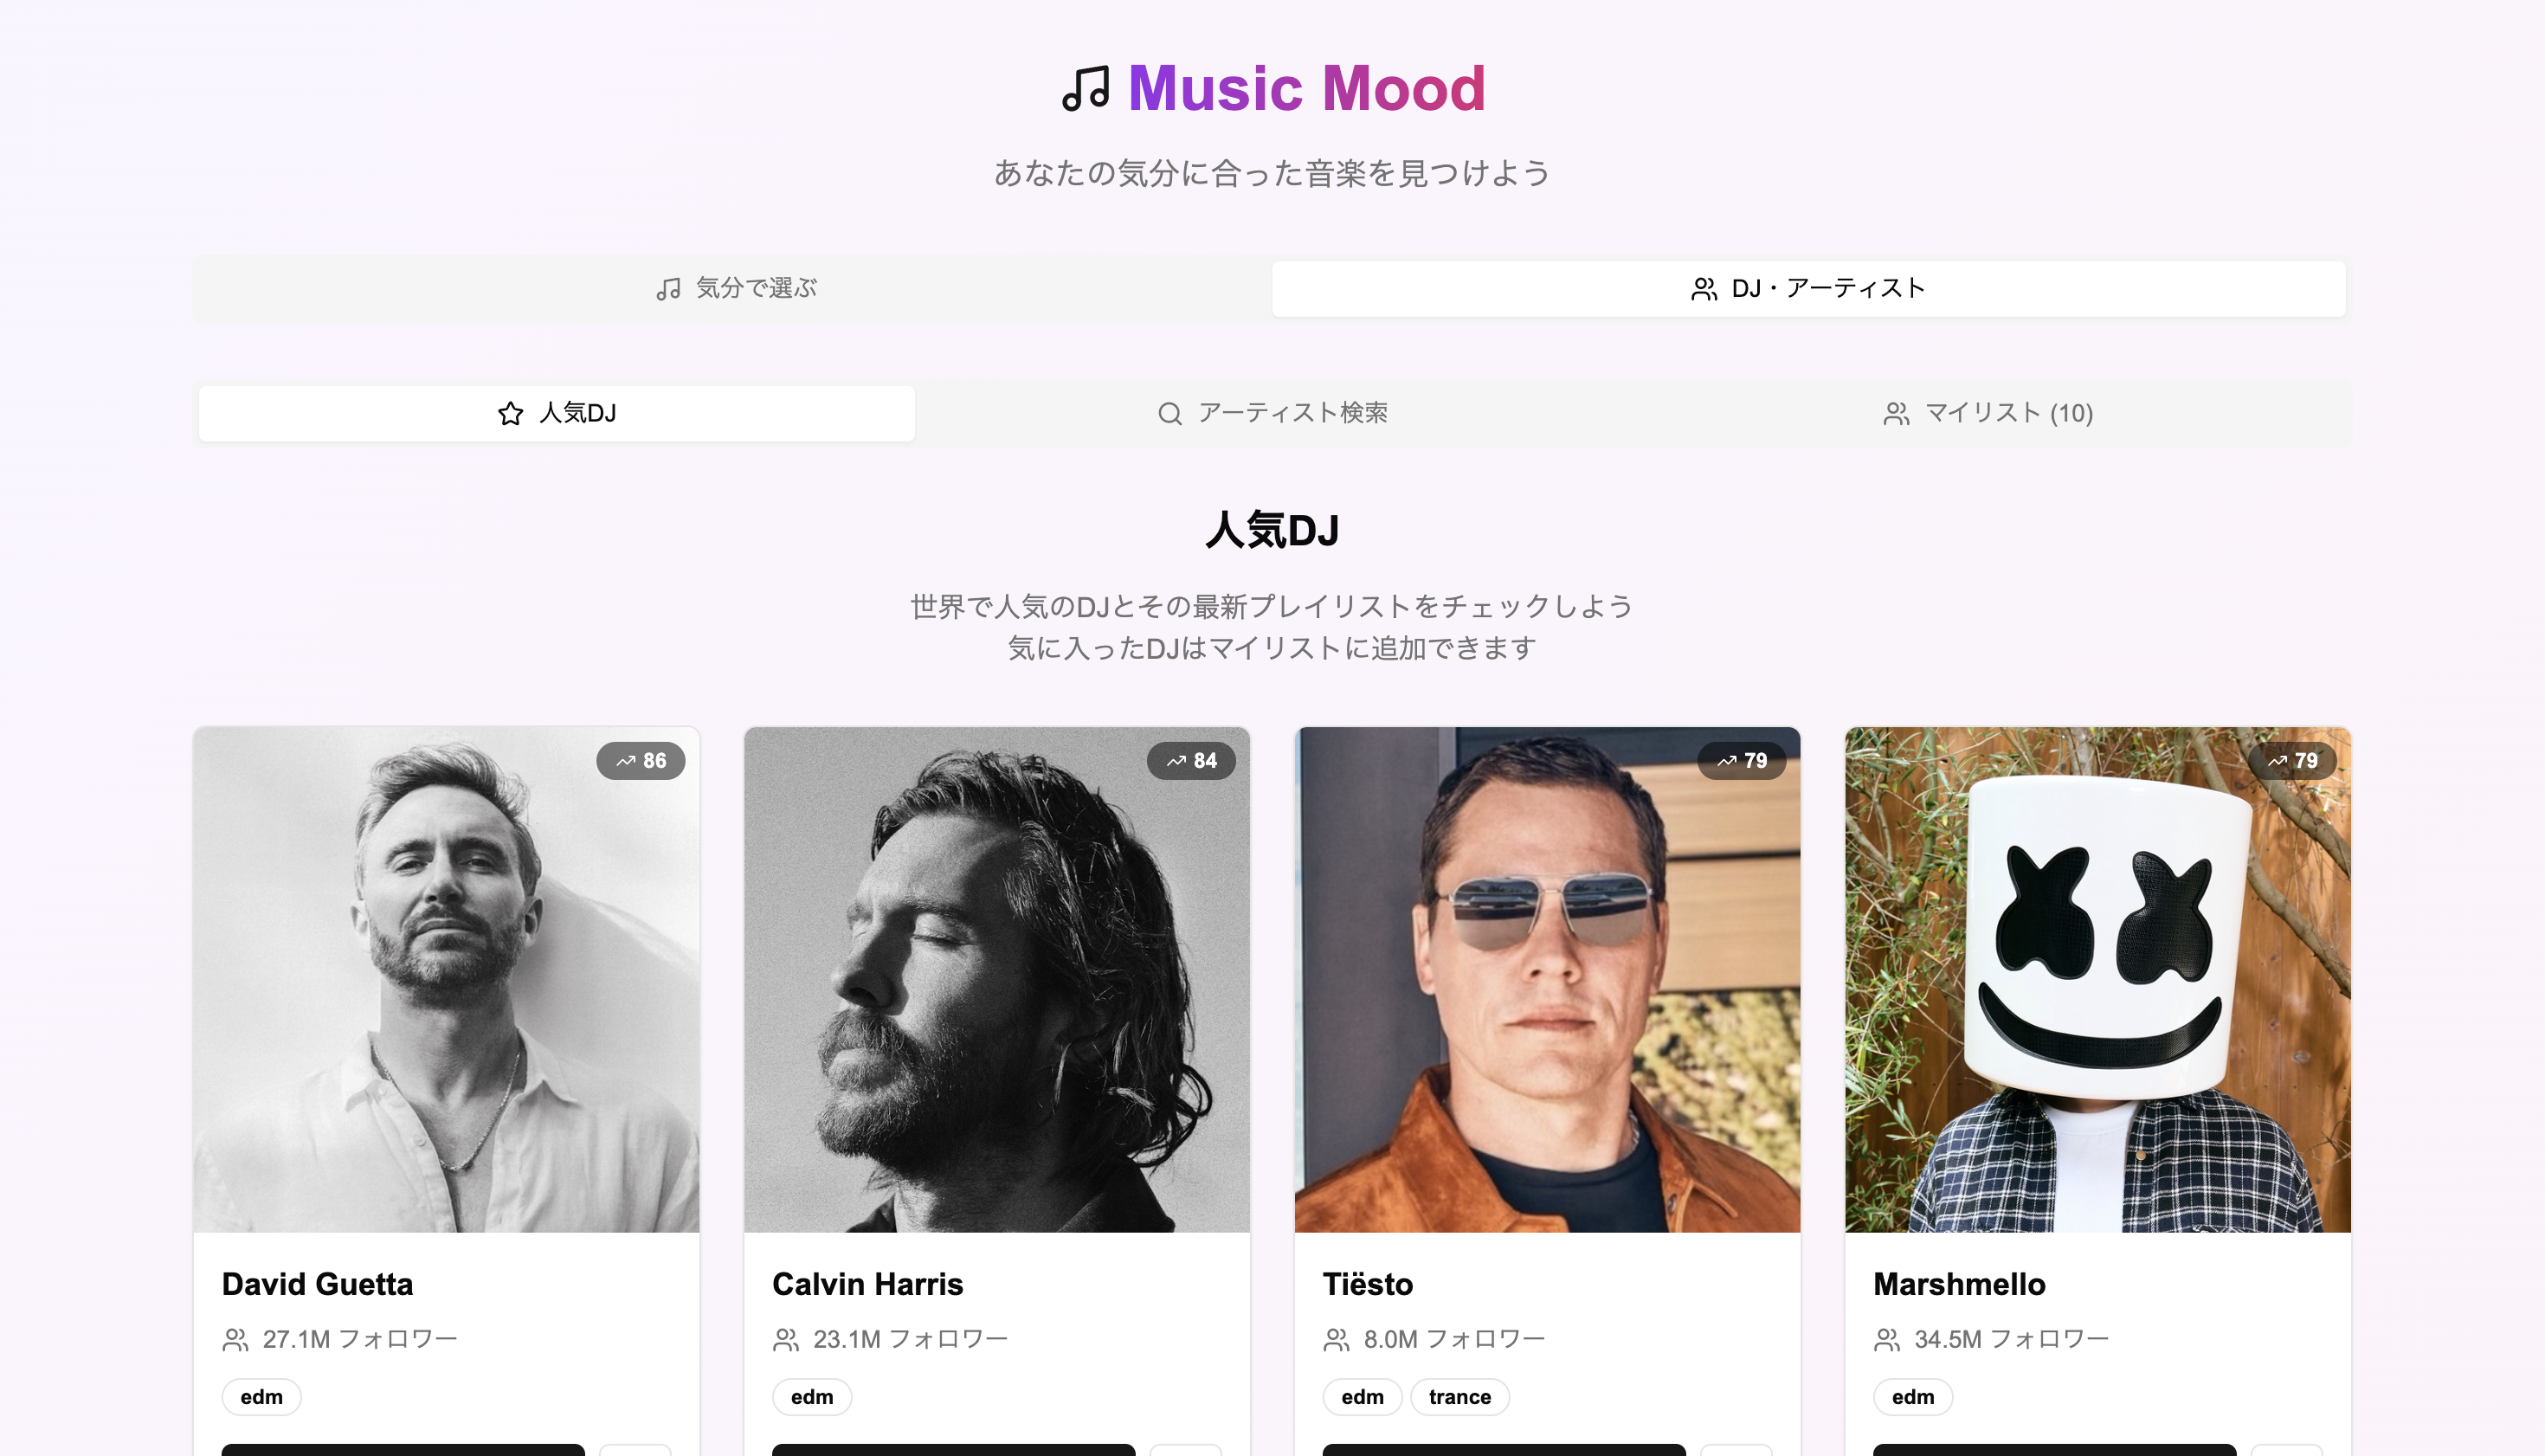 Music Mood
あなたの気分に合った音楽を見つけよう
気分で選ぶ
DJ・アーティスト
人気DJ
アーティスト検索
マイリスト (10)
人気DJ
世界で人気のDJとその最新プレイリストをチェックしよう
気に入ったDJはマイリストに追加できます
86
84
79
79
David Guetta
27.1M フォロワー
edm
Calvin Harris
23.1M フォロワー
edm
Tiësto
8.0M フォロワー
edm
trance
Marshmello
34.5M フォロワー
edm